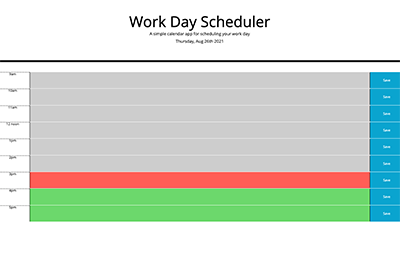 Work Day Scheduler
A simple calendar app for scheduling your work day
Thursday, Aug 26th 2021
9am
Save
10am
Save
11am
Save
12 noon
Save
1pm
Save
2pm
Save
3pm
Save
4pm
Save
5pm
Save